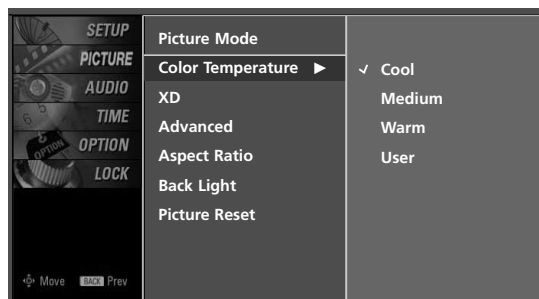 SETUP
PICTURE
AUDIO
TIME
OPTION
LOCK
Move BACK Prev
Picture Mode
Color Temperature ►
XD
Advanced
Aspect Ratio
Back Light
Picture Reset
✓ Cool
Medium
Warm
User